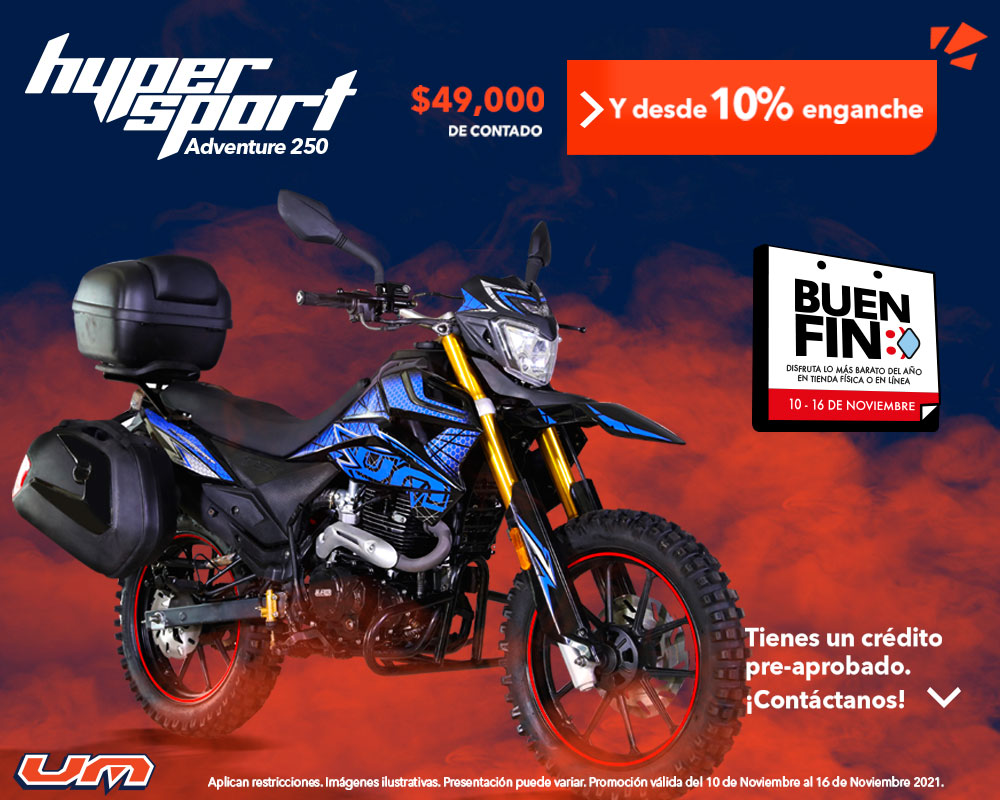 hyper
sport
Adventure 250
$49,000
DE CONTADO
Y desde 10% enganche
BUEN
FIN
DISFRUTA LO MÁS BARATO DEL AÑO
EN TIENDA FÍSICA O EN LÍNEA
10 - 16 DE NOVIEMBRE
Tienes un crédito
pre-aprobado.
¡Contáctanos!
UM
Aplican restricciones. Imágenes ilustrativas. Presentación puede variar. Promoción válida del 10 de Noviembre al 16 de Noviembre 2021.